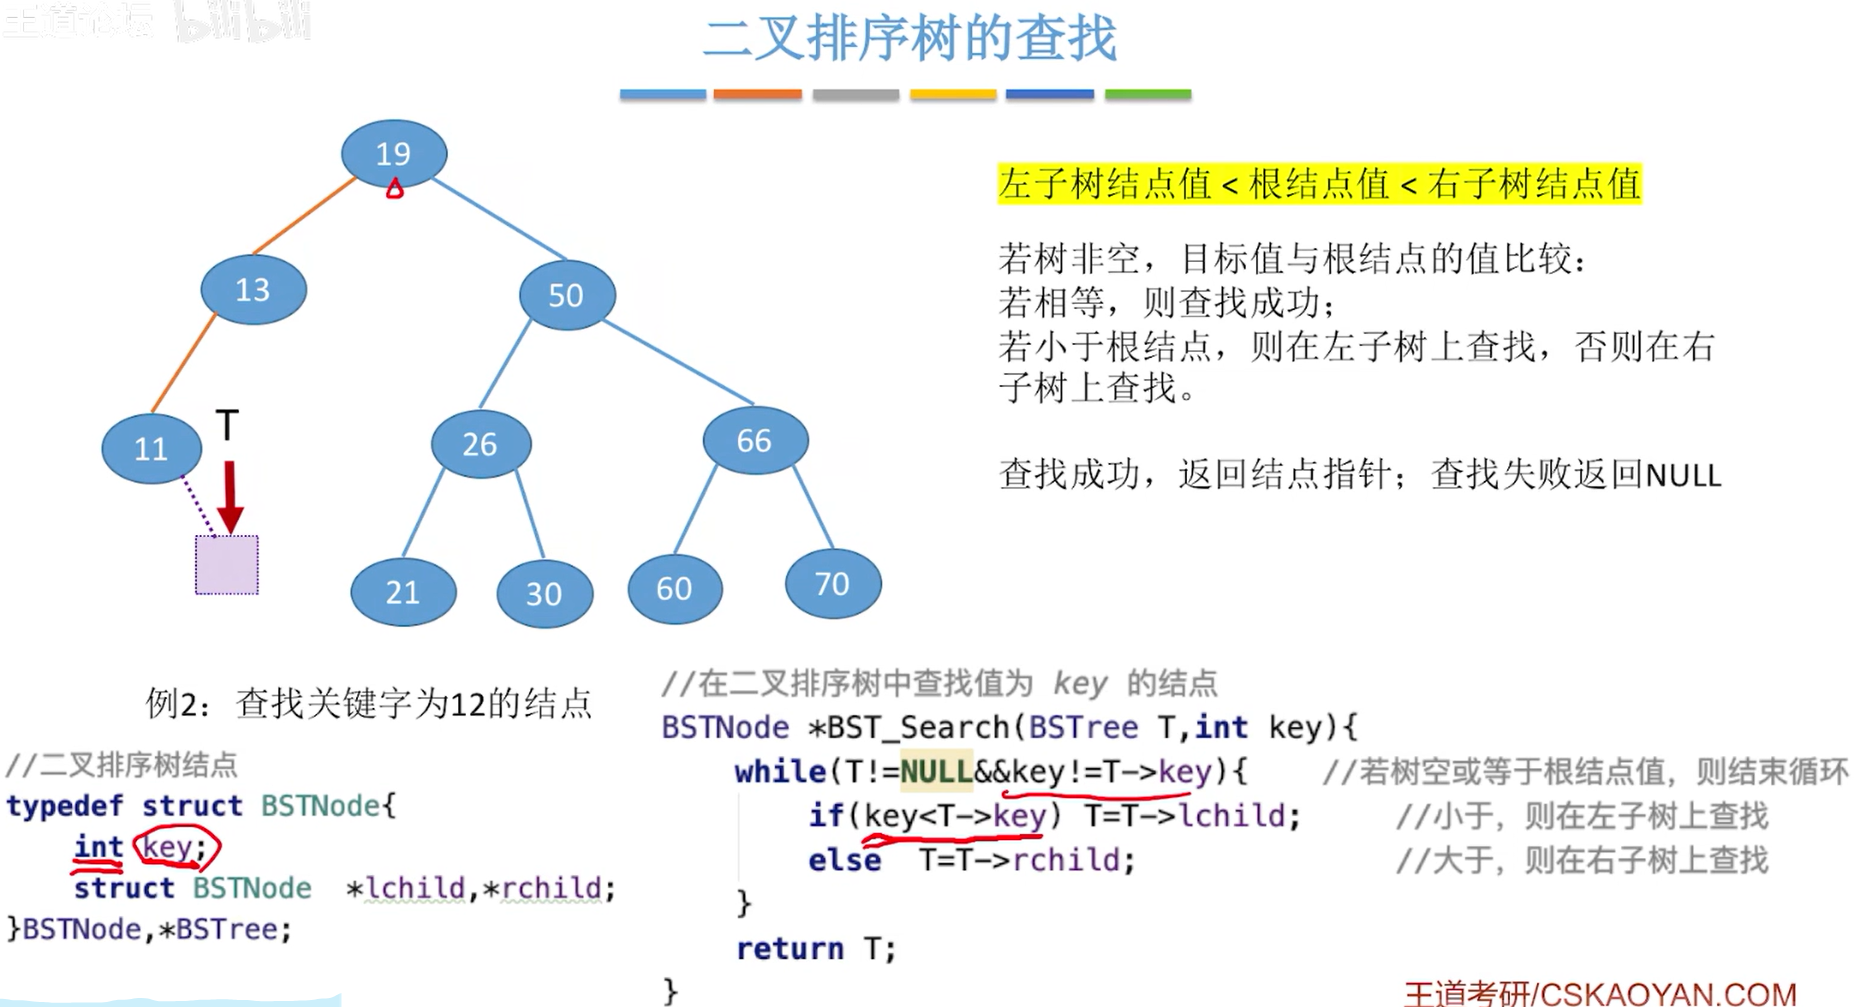 王道论坛 bilibili
二叉排序树的查找
19
13
50
11
T
26
66
21
30
60
70
左子树结点值 < 根结点值 < 右子树结点值
若树非空，目标值与根结点的值比较：
若相等，则查找成功；
若小于根结点，则在左子树上查找，否则在右
子树上查找。
查找成功，返回结点指针；查找失败返回NULL
例2：查找关键字为12的结点
//二叉排序树结点
typedef struct BSTNode{
int key;
struct BSTNode *lchild,*rchild;
}BSTNode,*BSTree;
//在二叉排序树中查找值为 key 的结点
BSTNode *BST_Search(BSTree T,int key){
while(T!=NULL&&key!=T->key){ //若树空或等于根结点值，则结束循环
if(key<T->key) T=T->lchild; //小于，则在左子树上查找
else T=T->rchild; //大于，则在右子树上查找
}
return T;
}
王道考研/CSKAOYAN.COM